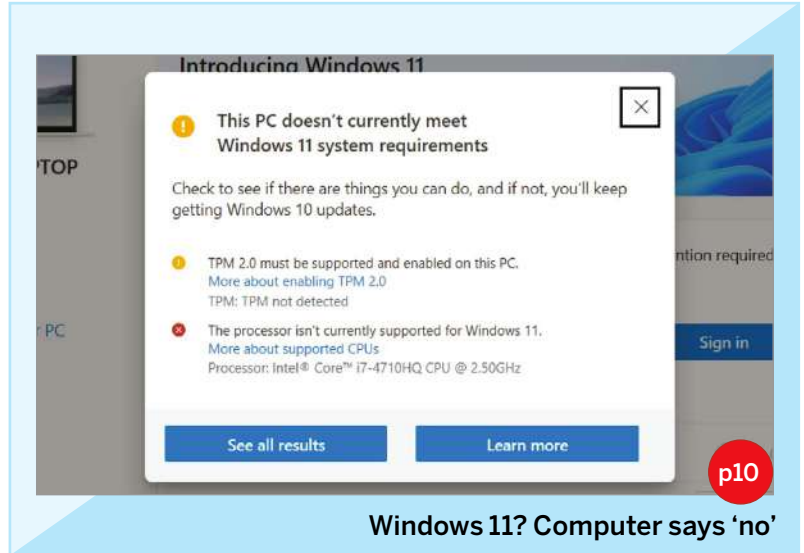 Introducing Windows 11
This PC doesn't currently meet
Windows 11 system requirements
Check to see if there are things you can do, and if not, you'll keep
getting Windows 10 updates.
TPM 2.0 must be supported and enabled on this PC.
More about enabling TPM 2.0
TPM: TPM not detected
The processor isn't currently supported for Windows 11.
More about supported CPUs
Processor: Intel® Core™ i7-4710HQ CPU @ 2.50GHz
See all results
Learn more
PTOP
PC
ntion required
Sign in
p10
Windows 11? Computer says ‘no’